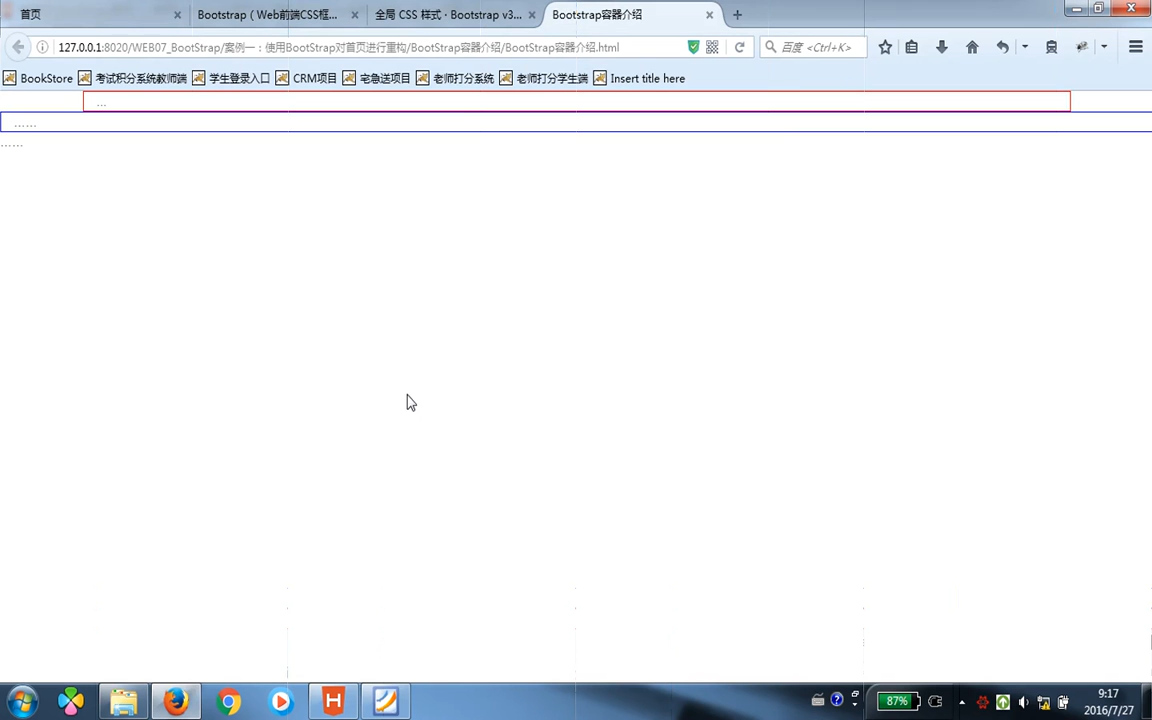 首页
Bootstrap ( Web前端CSS框...
全局 CSS 样式 · Bootstrap v3...
Bootstrap容器介绍
127.0.0.1:8020/WEB07_BootStrap/案例一：使用BootStrap对首页进行重构/BootStrap容器介绍/BootStrap容器介绍.html
百度 <Ctrl+K>
BookStore 考试积分系统教师端 学生登录入口 CRM项目 宅急送项目 老师打分系统 老师打分学生端 Insert title here
...
......
......
87%
9:17
2016/7/27